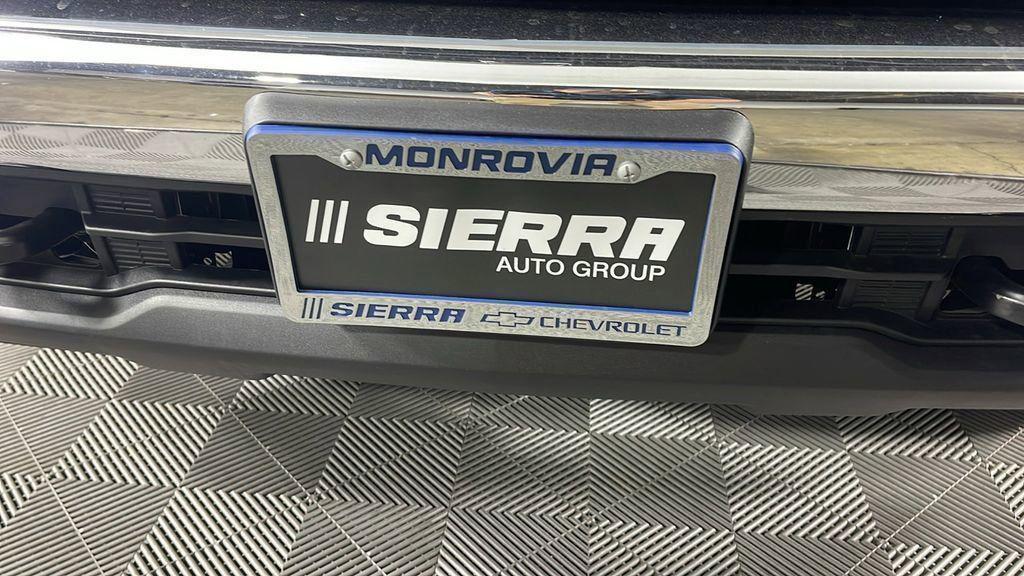 MONROVIA
SIERRA
AUTO GROUP
SIERRA CHEVROLET